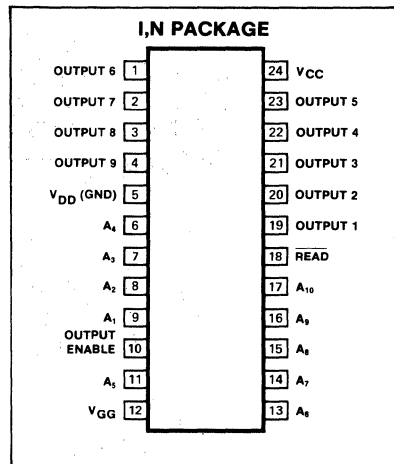 I,N PACKAGE
OUTPUT 6 1 24 VCC
OUTPUT 7 2 23 OUTPUT 5
OUTPUT 8 3 22 OUTPUT 4
OUTPUT 9 4 21 OUTPUT 3
VDD (GND) 5 20 OUTPUT 2
A4 6 19 OUTPUT 1
A3 7 18 READ
A2 8 17 A10
A1 9 16 A9
OUTPUT ENABLE 10 15 A8
A5 11 14 A7
VGG 12 13 A6